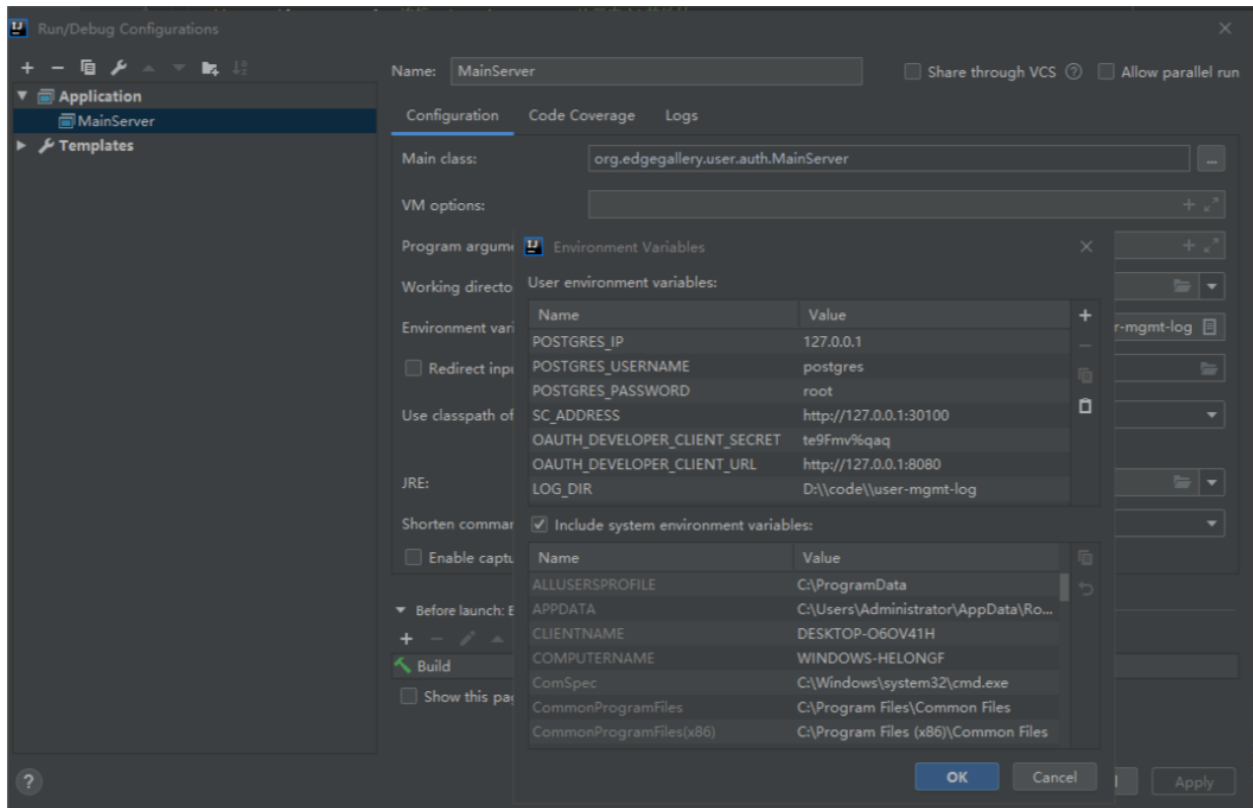 Run/Debug Configurations
Name: MainServer Share through VCS ? Allow parallel run
Application
MainServer
Templates
Configuration Code Coverage Logs
Main class: org.edgegallery.user.auth.MainServer ...
VM options:
Program argume
Working directo
Environment vari r-mgmt-log
Redirect inpu
Use classpath of
JRE:
Shorten commar
Enable captu
Before launch: B
Build
Show this pag
Environment Variables
User environment variables:
Name Value
POSTGRES_IP 127.0.0.1
POSTGRES_USERNAME postgres
POSTGRES_PASSWORD root
SC_ADDRESS http://127.0.0.1:30100
OAUTH_DEVELOPER_CLIENT_SECRET te9Fmv%qaq
OAUTH_DEVELOPER_CLIENT_URL http://127.0.0.1:8080
LOG_DIR D:\\code\\user-mgmt-log
Include system environment variables:
Name Value
ALLUSERSPROFILE C:\ProgramData
APPDATA C:\Users\Administrator\AppData\Ro...
CLIENTNAME DESKTOP-O6OV41H
COMPUTERNAME WINDOWS-HELONGF
ComSpec C:\Windows\system32\cmd.exe
CommonProgramFiles C:\Program Files\Common Files
CommonProgramFiles(x86) C:\Program Files (x86)\Common Files
OK Cancel
? Apply